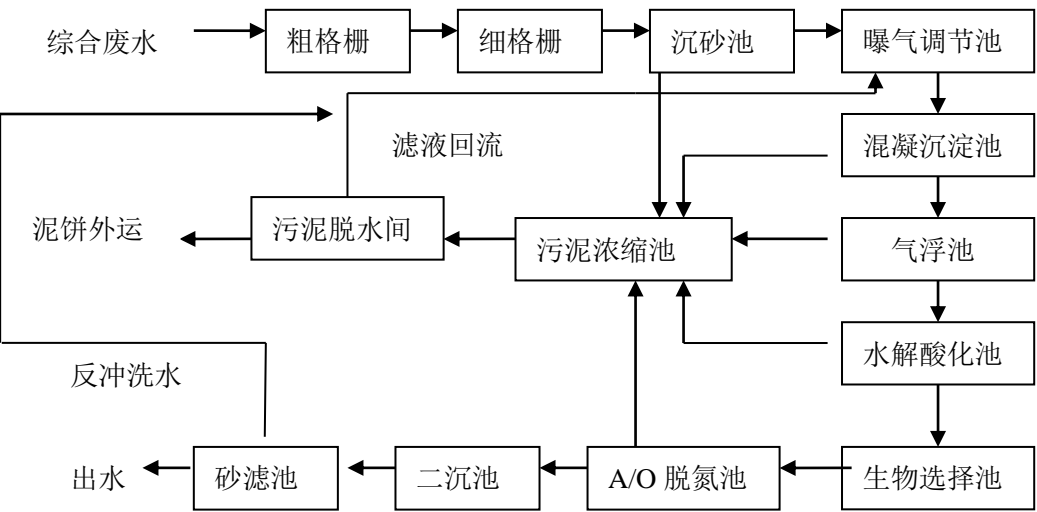 综合废水
粗格栅
细格栅
沉砂池
曝气调节池
滤液回流
混凝沉淀池
泥饼外运
污泥脱水间
污泥浓缩池
气浮池
水解酸化池
反冲洗水
出水
砂滤池
二沉池
A/O 脱氮池
生物选择池